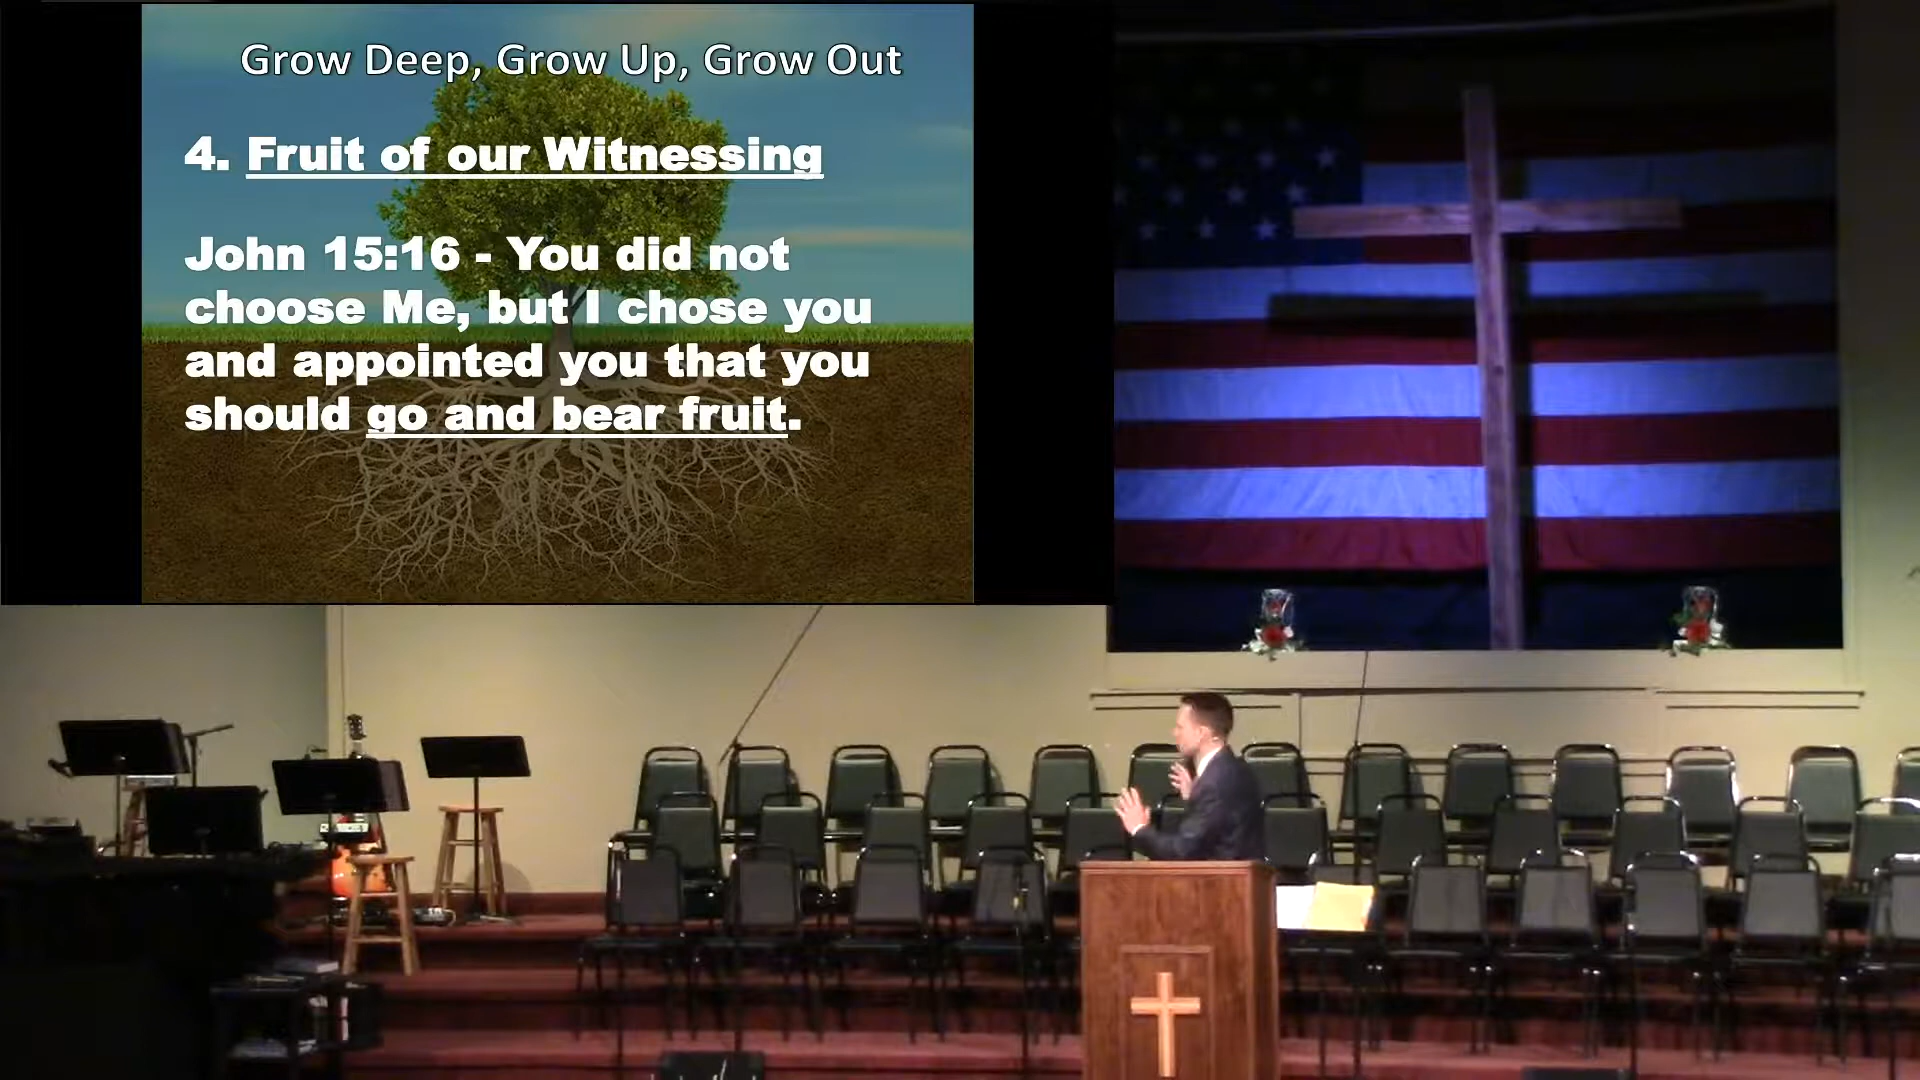 Grow Deep, Grow Up, Grow Out
4. Fruit of our Witnessing
John 15:16 - You did not
choose Me, but I chose you
and appointed you that you
should go and bear fruit.